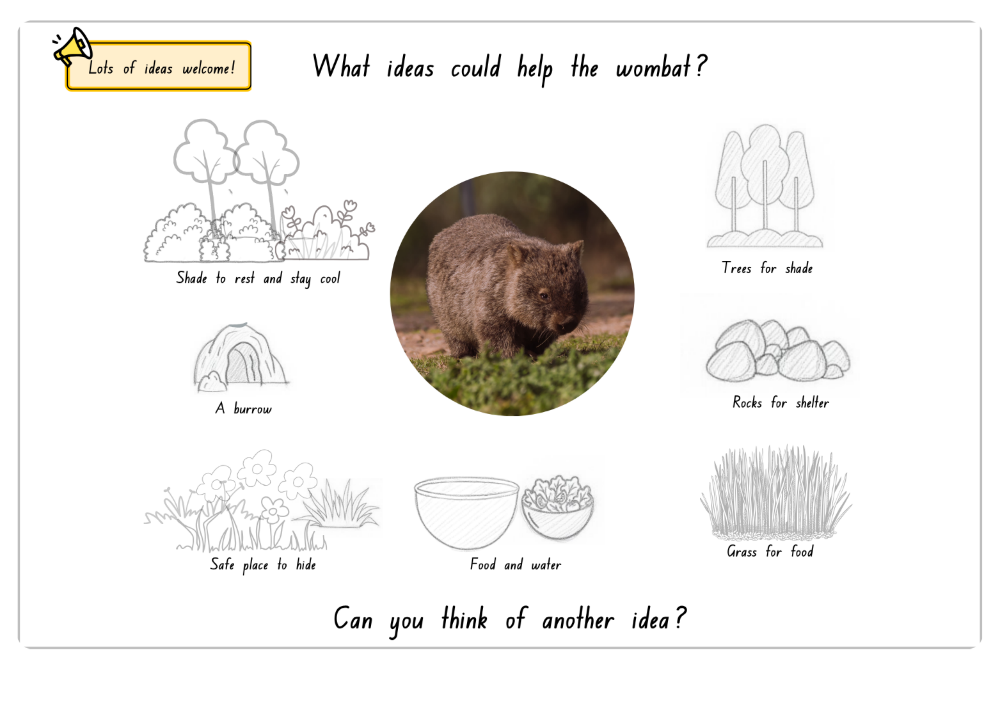 Lots of ideas welcome!
What ideas could help the wombat?
Shade to rest and stay cool
Trees for shade
A burrow
Rocks for shelter
Safe place to hide
Food and water
Grass for food
Can you think of another idea?